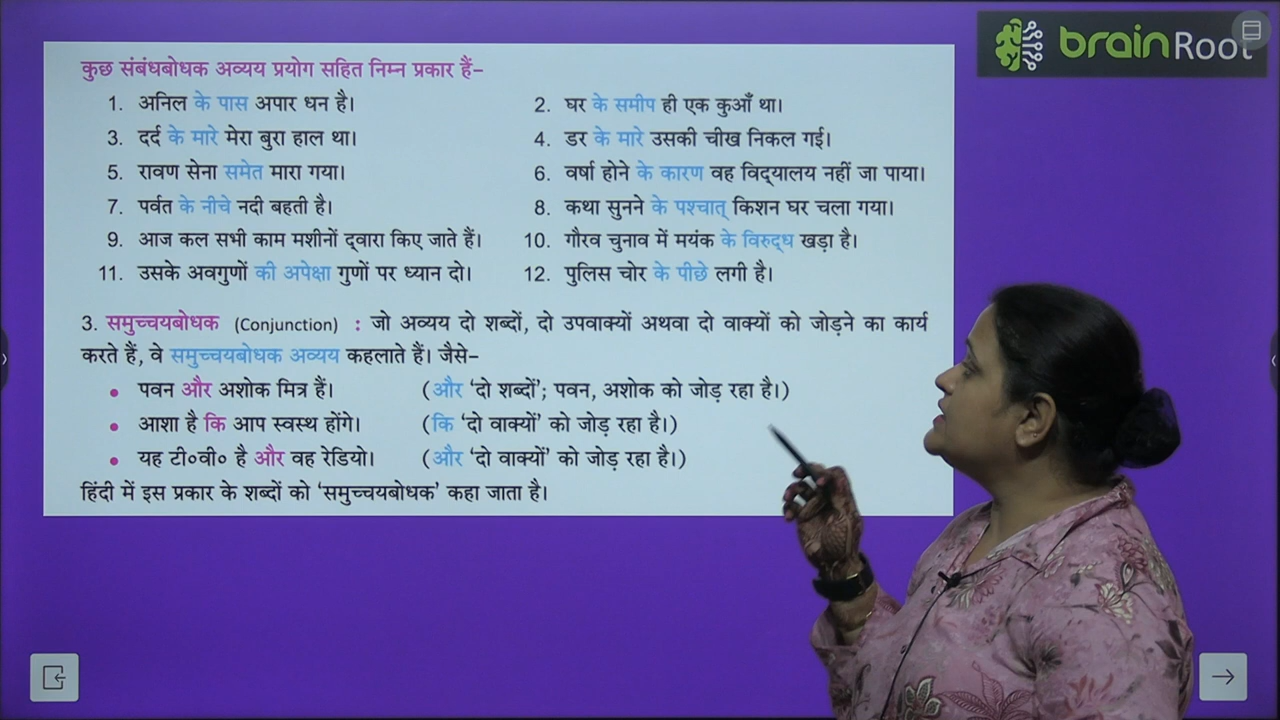 brainRoot
कुछ संबंधबोधक अव्यय प्रयोग सहित निम्न प्रकार हैं–
1. अनिल के पास अपार धन है।
2. घर के समीप ही एक कुआँ था।
3. दर्द के मारे मेरा बुरा हाल था।
4. डर के मारे उसकी चीख निकल गई।
5. रावण सेना समेत मारा गया।
6. वर्षा होने के कारण वह विद्‌यालय नहीं जा पाया।
7. पर्वत के नीचे नदी बहती है।
8. कथा सुनने के पश्चात् किशन घर चला गया।
9. आज कल सभी काम मशीनों द्‌वारा किए जाते हैं।
10. गौरव चुनाव में मयंक के विरुद्‌ध खड़ा है।
11. उसके अवगुणों की अपेक्षा गुणों पर ध्यान दो।
12. पुलिस चोर के पीछे लगी है।
3. समुच्चयबोधक (Conjunction) : जो अव्यय दो शब्दों, दो उपवाक्यों अथवा दो वाक्यों को जोड़ने का कार्य
करते हैं, वे समुच्चयबोधक अव्यय कहलाते हैं। जैसे–
• पवन और अशोक मित्र हैं। (और ‘दो शब्दों’; पवन, अशोक को जोड़ रहा है।)
• आशा है कि आप स्वस्थ होंगे। (कि ‘दो वाक्यों’ को जोड़ रहा है।)
• यह टी०वी० है और वह रेडियो। (और ‘दो वाक्यों’ को जोड़ रहा है।)
हिंदी में इस प्रकार के शब्दों को ‘समुच्चयबोधक’ कहा जाता है।